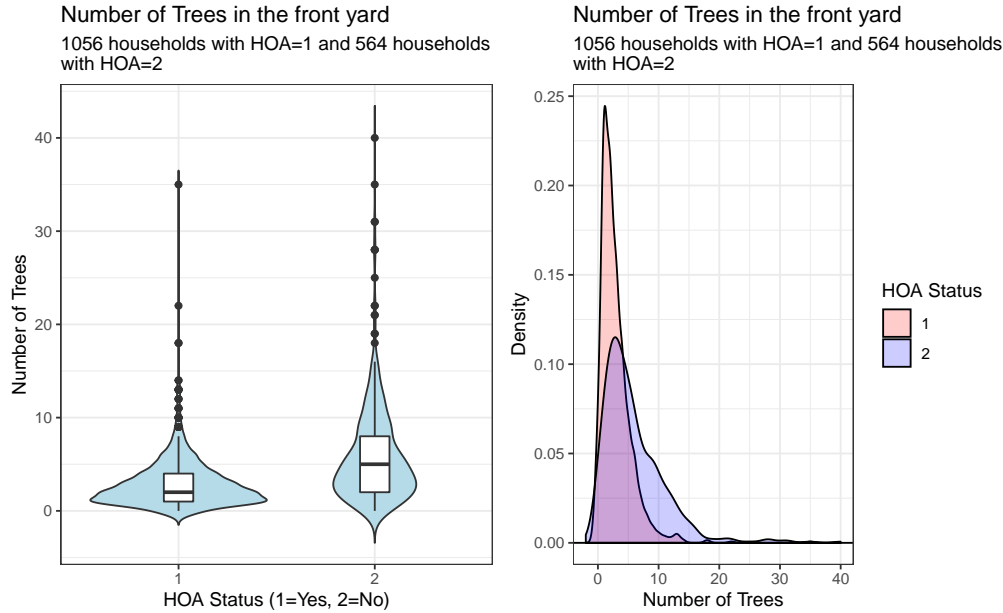 Number of Trees in the front yard
1056 households with HOA=1 and 564 households
with HOA=2
Number of Trees
40
30
20
10
0
1
2
HOA Status (1=Yes, 2=No)
Number of Trees in the front yard
1056 households with HOA=1 and 564 households
with HOA=2
Density
0.25
0.20
0.15
0.10
0.05
0.00
0
10
20
30
40
Number of Trees
HOA Status
1
2